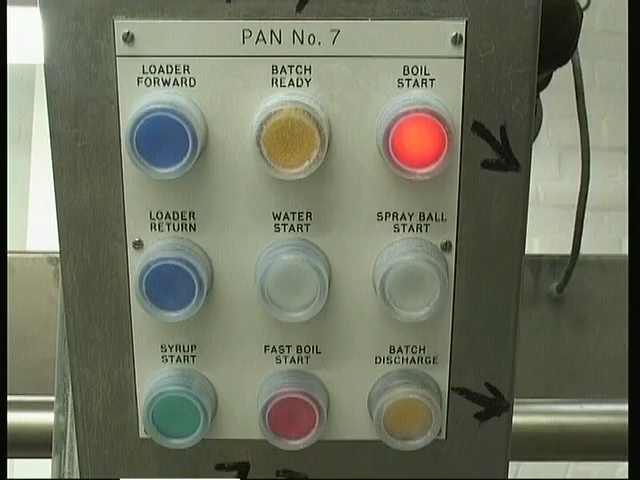 PAN No. 7
LOADER
FORWARD
BATCH
READY
BOIL
START
LOADER
RETURN
WATER
START
SPRAY BALL
START
SYRUP
START
FAST BOIL
START
BATCH
DISCHARGE